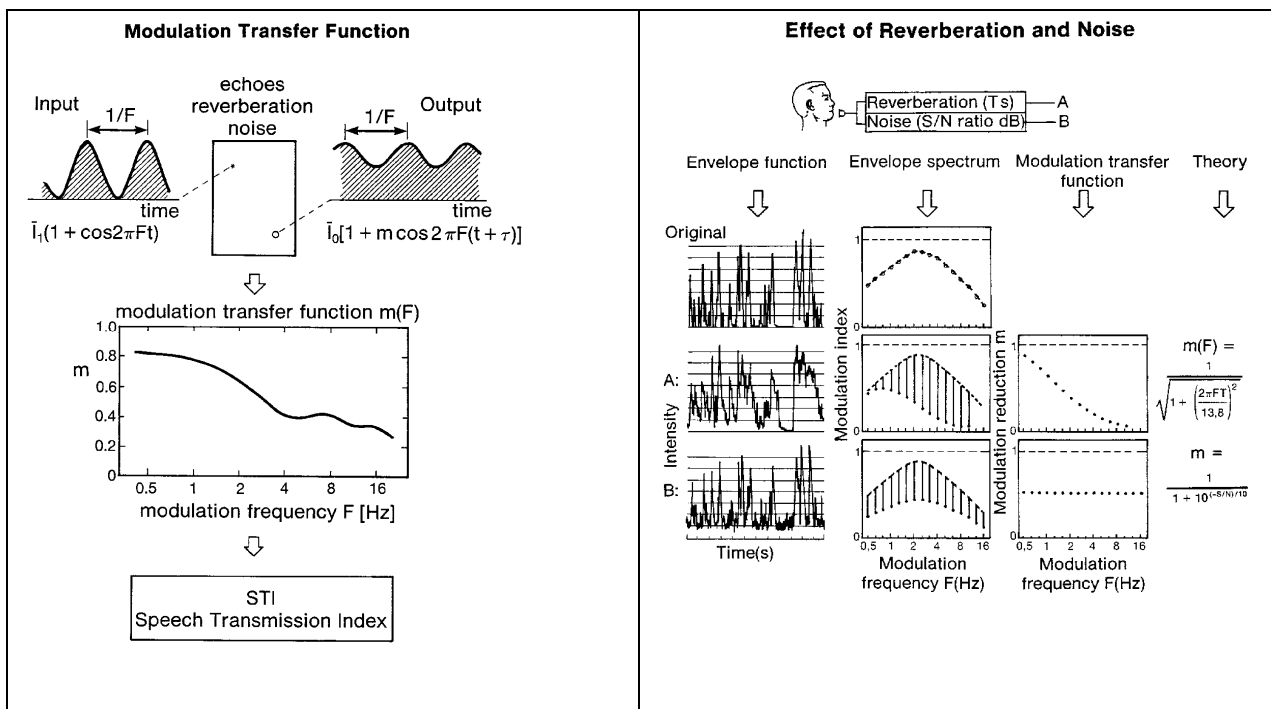 Modulation Transfer Function
echoes
reverberation
noise
Input
Output
1/F
1/F
time
time
Ī₁(1 + cos2πFt)
Ī₀[1 + m cos 2πF(t + τ)]
modulation transfer function m(F)
1.0
0.8
m
0.6
0.4
0.2
0
0.5 1 2 4 8 16
modulation frequency F [Hz]
STI
Speech Transmission Index
Effect of Reverberation and Noise
Reverberation (Ts) A
Noise (S/N ratio dB) B
Envelope function
Envelope spectrum
Modulation transfer
function
Theory
Original
A:
B:
Intensity
Time(s)
Modulation index
1
0
1
0
1
0
0,5 1 2 4 8 16
Modulation
frequency F(Hz)
Modulation reduction m
1
0
1
0
0,5 1 2 4 8 16
Modulation
frequency F(Hz)
m(F) =
1
√1 + (2πFT/13,8)²
m =
1
1 + 10^(-S/N)/10